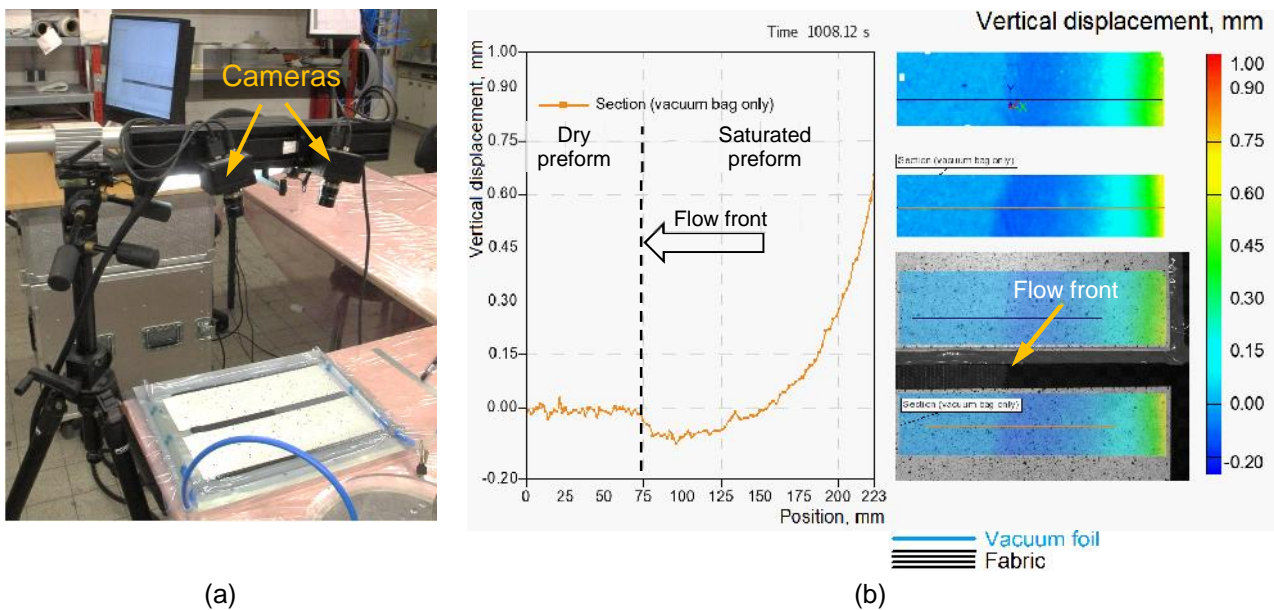 Cameras
(a)
Time 1008.12 s
Vertical displacement, mm
1.00
0.90
0.75
0.60
0.45
0.30
0.15
0.00
-0.20
Section (vacuum bag only)
Dry
preform
Saturated
preform
Flow front
0 25 50 75 100 125 150 175 200 223
Position, mm
Vertical displacement, mm
Y
X
Section (vacuum bag only)
Flow front
Section (vacuum bag only)
1.00
0.90
0.75
0.60
0.45
0.30
0.15
0.00
-0.20
Vacuum foil
Fabric
(b)